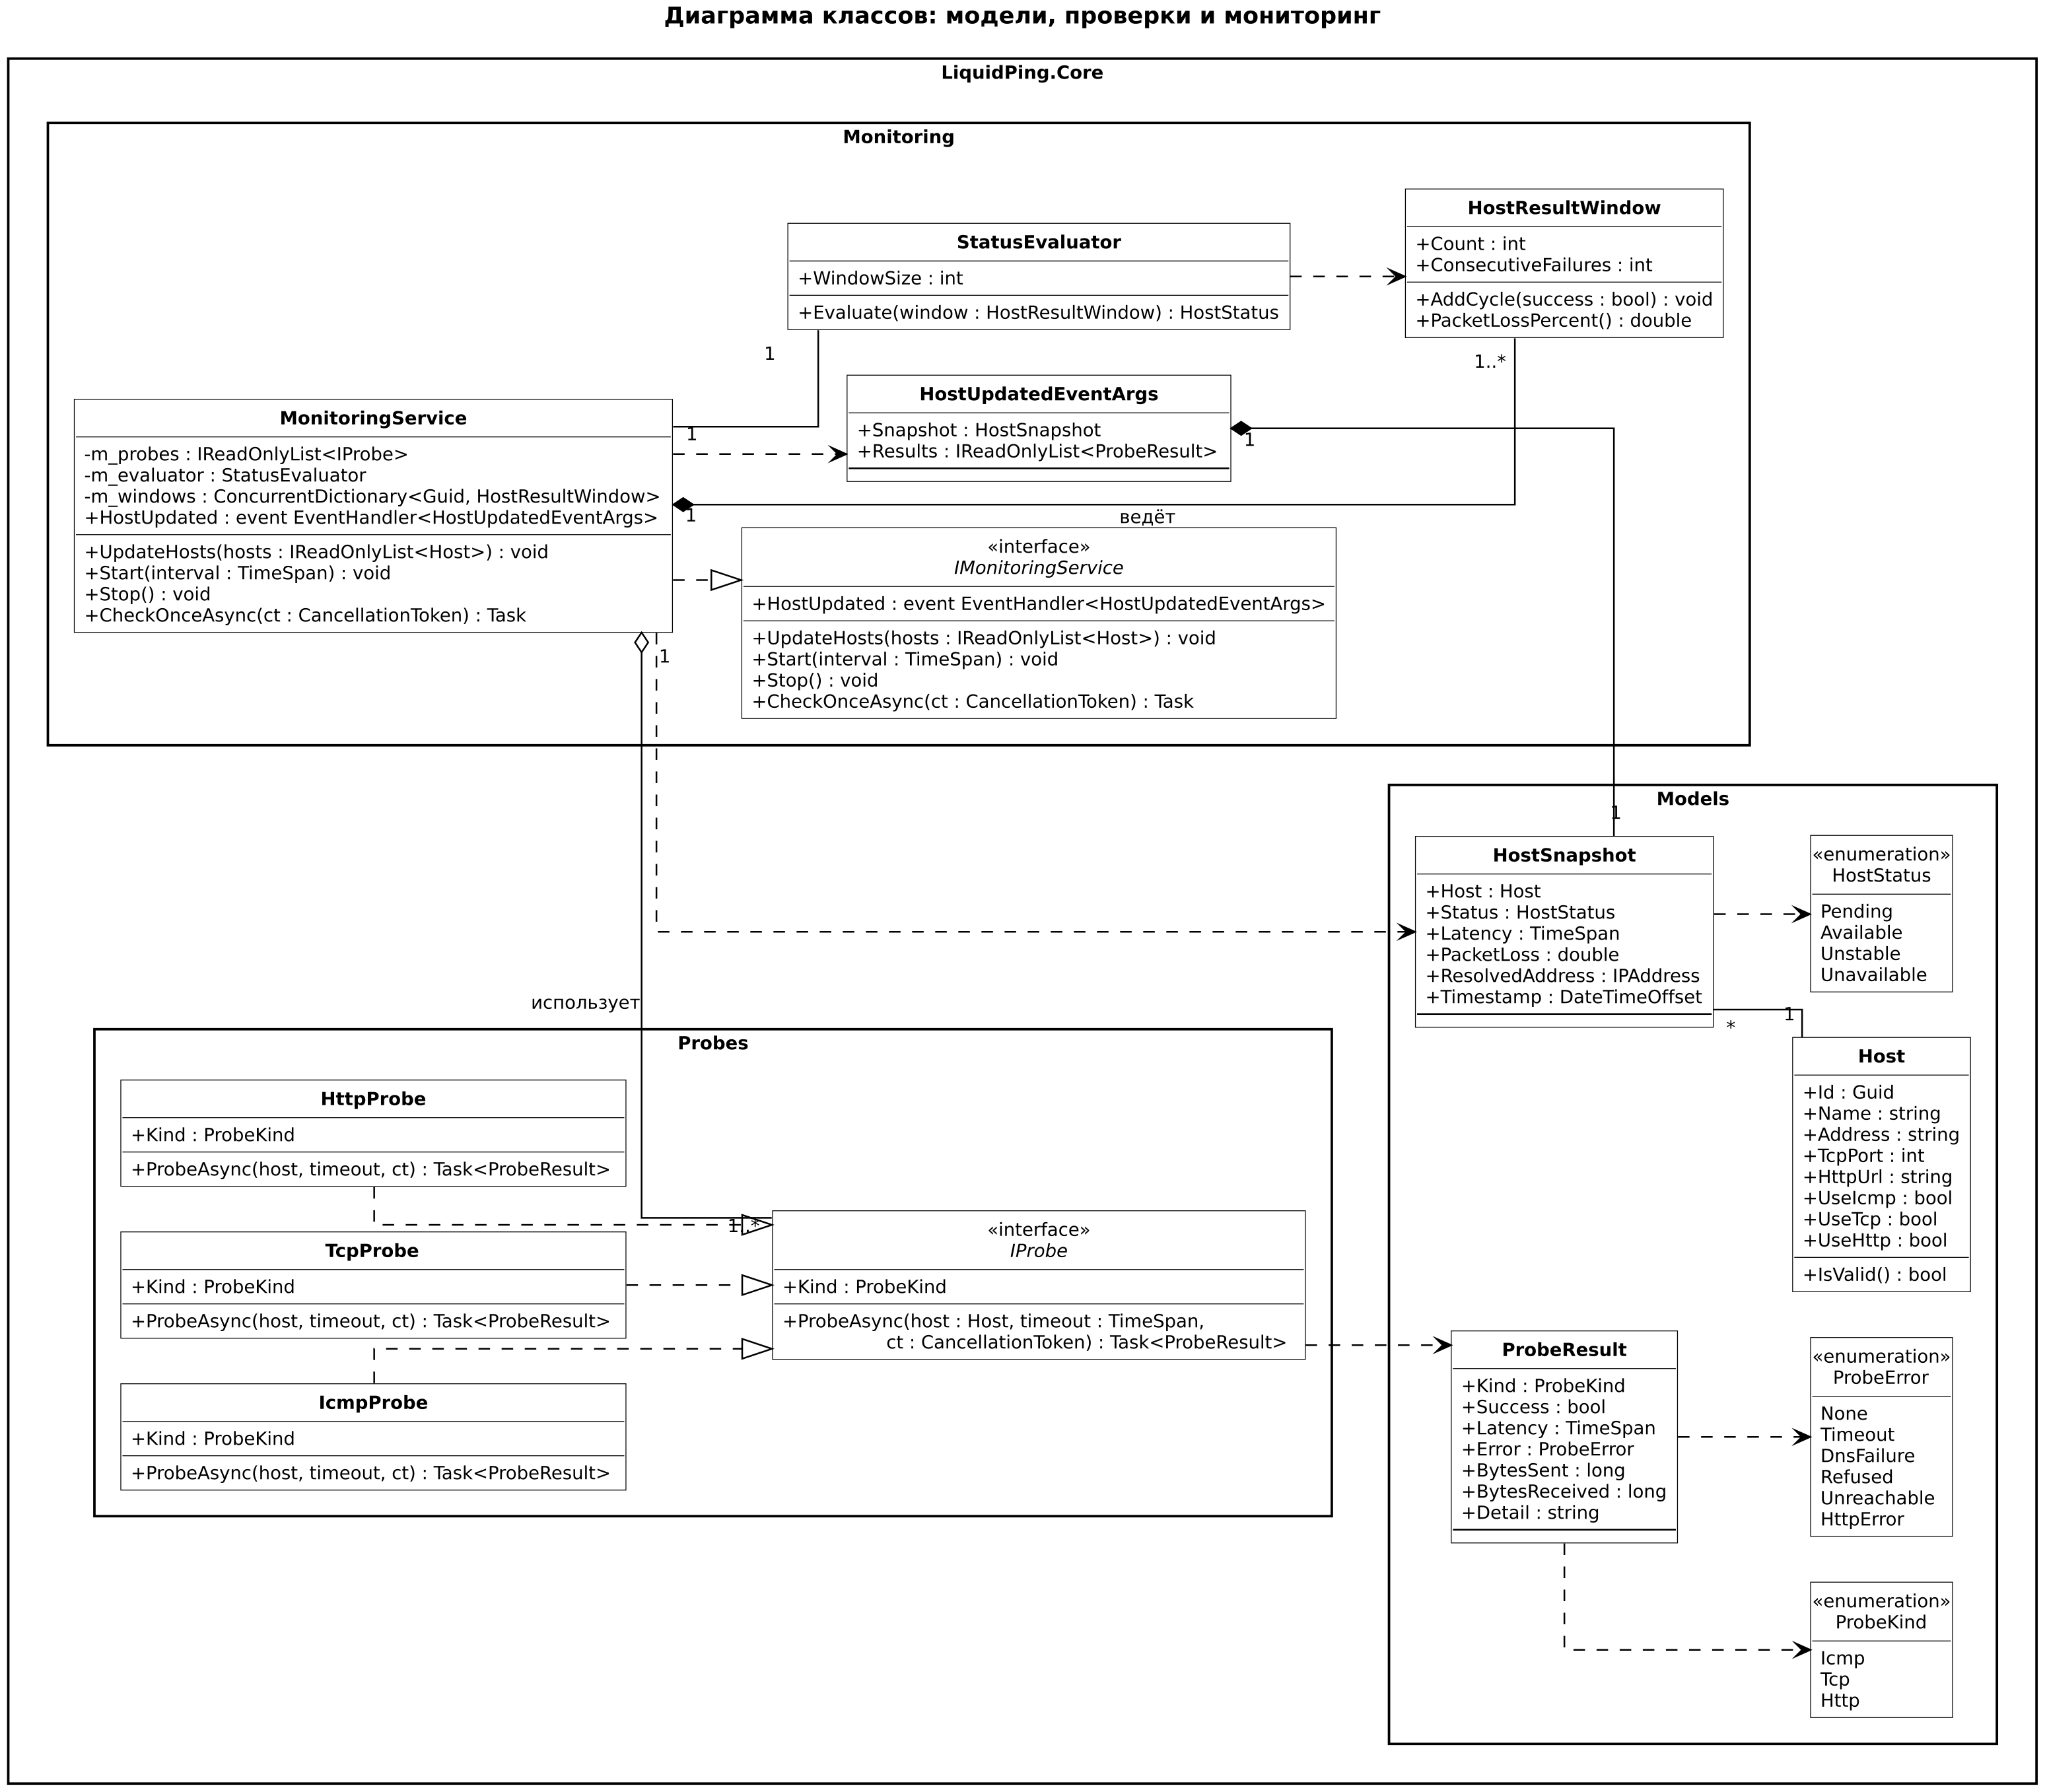 Диаграмма классов: модели, проверки и мониторинг
LiquidPing.Core
Monitoring
HostResultWindow
+Count : int
+ConsecutiveFailures : int
+AddCycle(success : bool) : void
+PacketLossPercent() : double
StatusEvaluator
+WindowSize : int
+Evaluate(window : HostResultWindow) : HostStatus
1
1..*
HostUpdatedEventArgs
+Snapshot : HostSnapshot
+Results : IReadOnlyList<ProbeResult>
1
MonitoringService
-m_probes : IReadOnlyList<IProbe>
-m_evaluator : StatusEvaluator
-m_windows : ConcurrentDictionary<Guid, HostResultWindow>
+HostUpdated : event EventHandler<HostUpdatedEventArgs>
+UpdateHosts(hosts : IReadOnlyList<Host>) : void
+Start(interval : TimeSpan) : void
+Stop() : void
+CheckOnceAsync(ct : CancellationToken) : Task
1
1
ведёт
«interface»
IMonitoringService
+HostUpdated : event EventHandler<HostUpdatedEventArgs>
+UpdateHosts(hosts : IReadOnlyList<Host>) : void
+Start(interval : TimeSpan) : void
+Stop() : void
+CheckOnceAsync(ct : CancellationToken) : Task
1
Models
1
HostSnapshot
+Host : Host
+Status : HostStatus
+Latency : TimeSpan
+PacketLoss : double
+ResolvedAddress : IPAddress
+Timestamp : DateTimeOffset
«enumeration»
HostStatus
Pending
Available
Unstable
Unavailable
*
1
Host
+Id : Guid
+Name : string
+Address : string
+TcpPort : int
+HttpUrl : string
+UseIcmp : bool
+UseTcp : bool
+UseHttp : bool
+IsValid() : bool
использует
Probes
HttpProbe
+Kind : ProbeKind
+ProbeAsync(host, timeout, ct) : Task<ProbeResult>
TcpProbe
+Kind : ProbeKind
+ProbeAsync(host, timeout, ct) : Task<ProbeResult>
IcmpProbe
+Kind : ProbeKind
+ProbeAsync(host, timeout, ct) : Task<ProbeResult>
1..*
«interface»
IProbe
+Kind : ProbeKind
+ProbeAsync(host : Host, timeout : TimeSpan,
ct : CancellationToken) : Task<ProbeResult>
ProbeResult
+Kind : ProbeKind
+Success : bool
+Latency : TimeSpan
+Error : ProbeError
+BytesSent : long
+BytesReceived : long
+Detail : string
«enumeration»
ProbeError
None
Timeout
DnsFailure
Refused
Unreachable
HttpError
«enumeration»
ProbeKind
Icmp
Tcp
Http